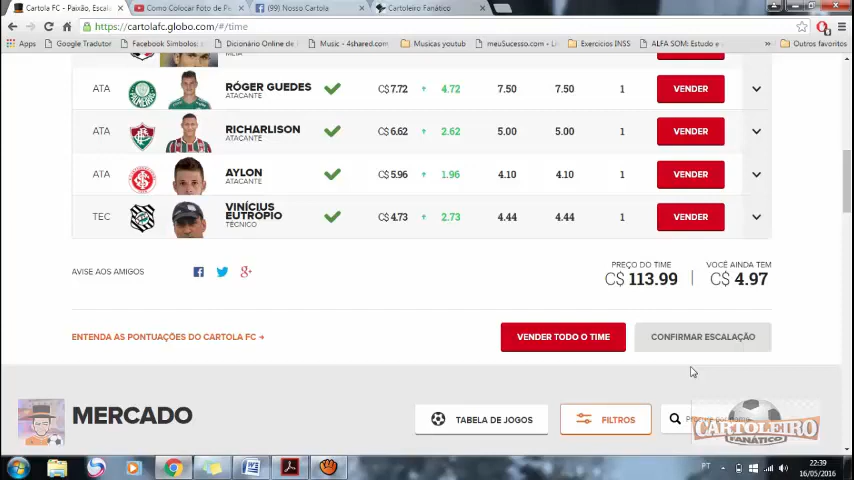 Cartola FC - Paixão, Escala
Como Colocar Foto de P
(99) Nosso Cartola
Cartoleiro Fanático
https://cartolafc.globo.com/#/time
Apps
Facebook Símbolos:
Dicionário Online de
Music - 4shared.com
Musicas youtub
meuSucesso.com
Exercicios INSS
ALFA SOM: Estudo e
Outros favoritos
MEIA
ATA
PALMEIRAS
RÓGER GUEDES
ATACANTE
C$ 7.72
4.72
7.50
7.50
1
VENDER
ATA
RICHARLISON
ATACANTE
C$ 6.62
2.62
5.00
5.00
1
VENDER
ATA
AYLON
ATACANTE
C$ 5.96
1.96
4.10
4.10
1
VENDER
TEC
VINÍCIUS
EUTRÓPIO
TÉCNICO
C$ 4.73
2.73
4.44
4.44
1
VENDER
AVISE AOS AMIGOS
PREÇO DO TIME
C$ 113.99
VOCÊ AINDA TEM
C$ 4.97
ENTENDA AS PONTUAÇÕES DO CARTOLA FC
VENDER TODO O TIME
CONFIRMAR ESCALAÇÃO
MERCADO
TABELA DE JOGOS
FILTROS
CARTOLEIRO
FANÁTICO
PT
22:39
16/05/2016